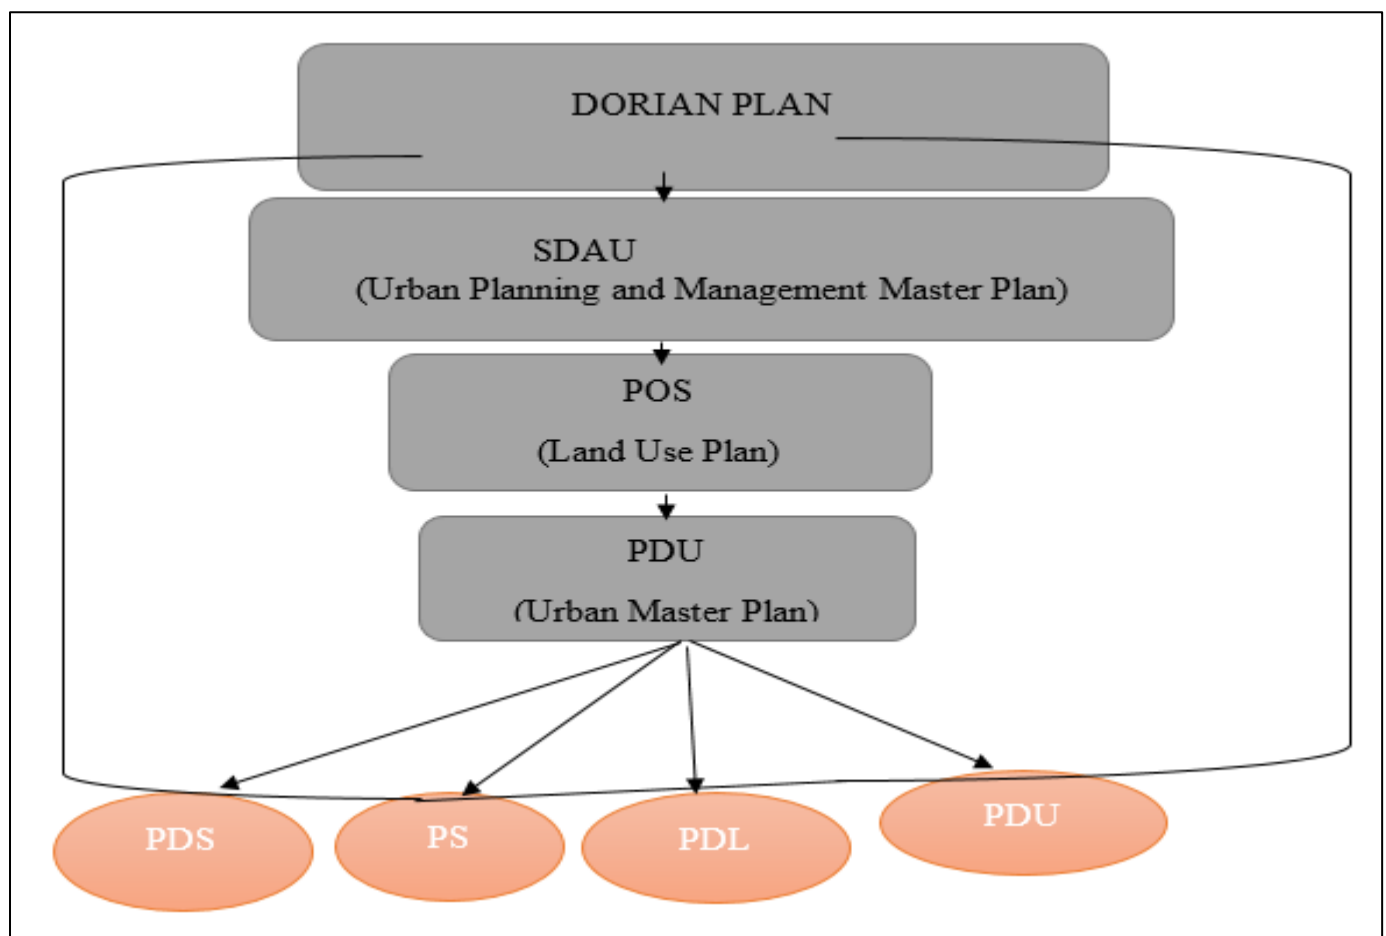 DORIAN PLAN
SDAU
(Urban Planning and Management Master Plan)
POS
(Land Use Plan)
PDU
(Urban Master Plan)
PDS
PS
PDL
PDU